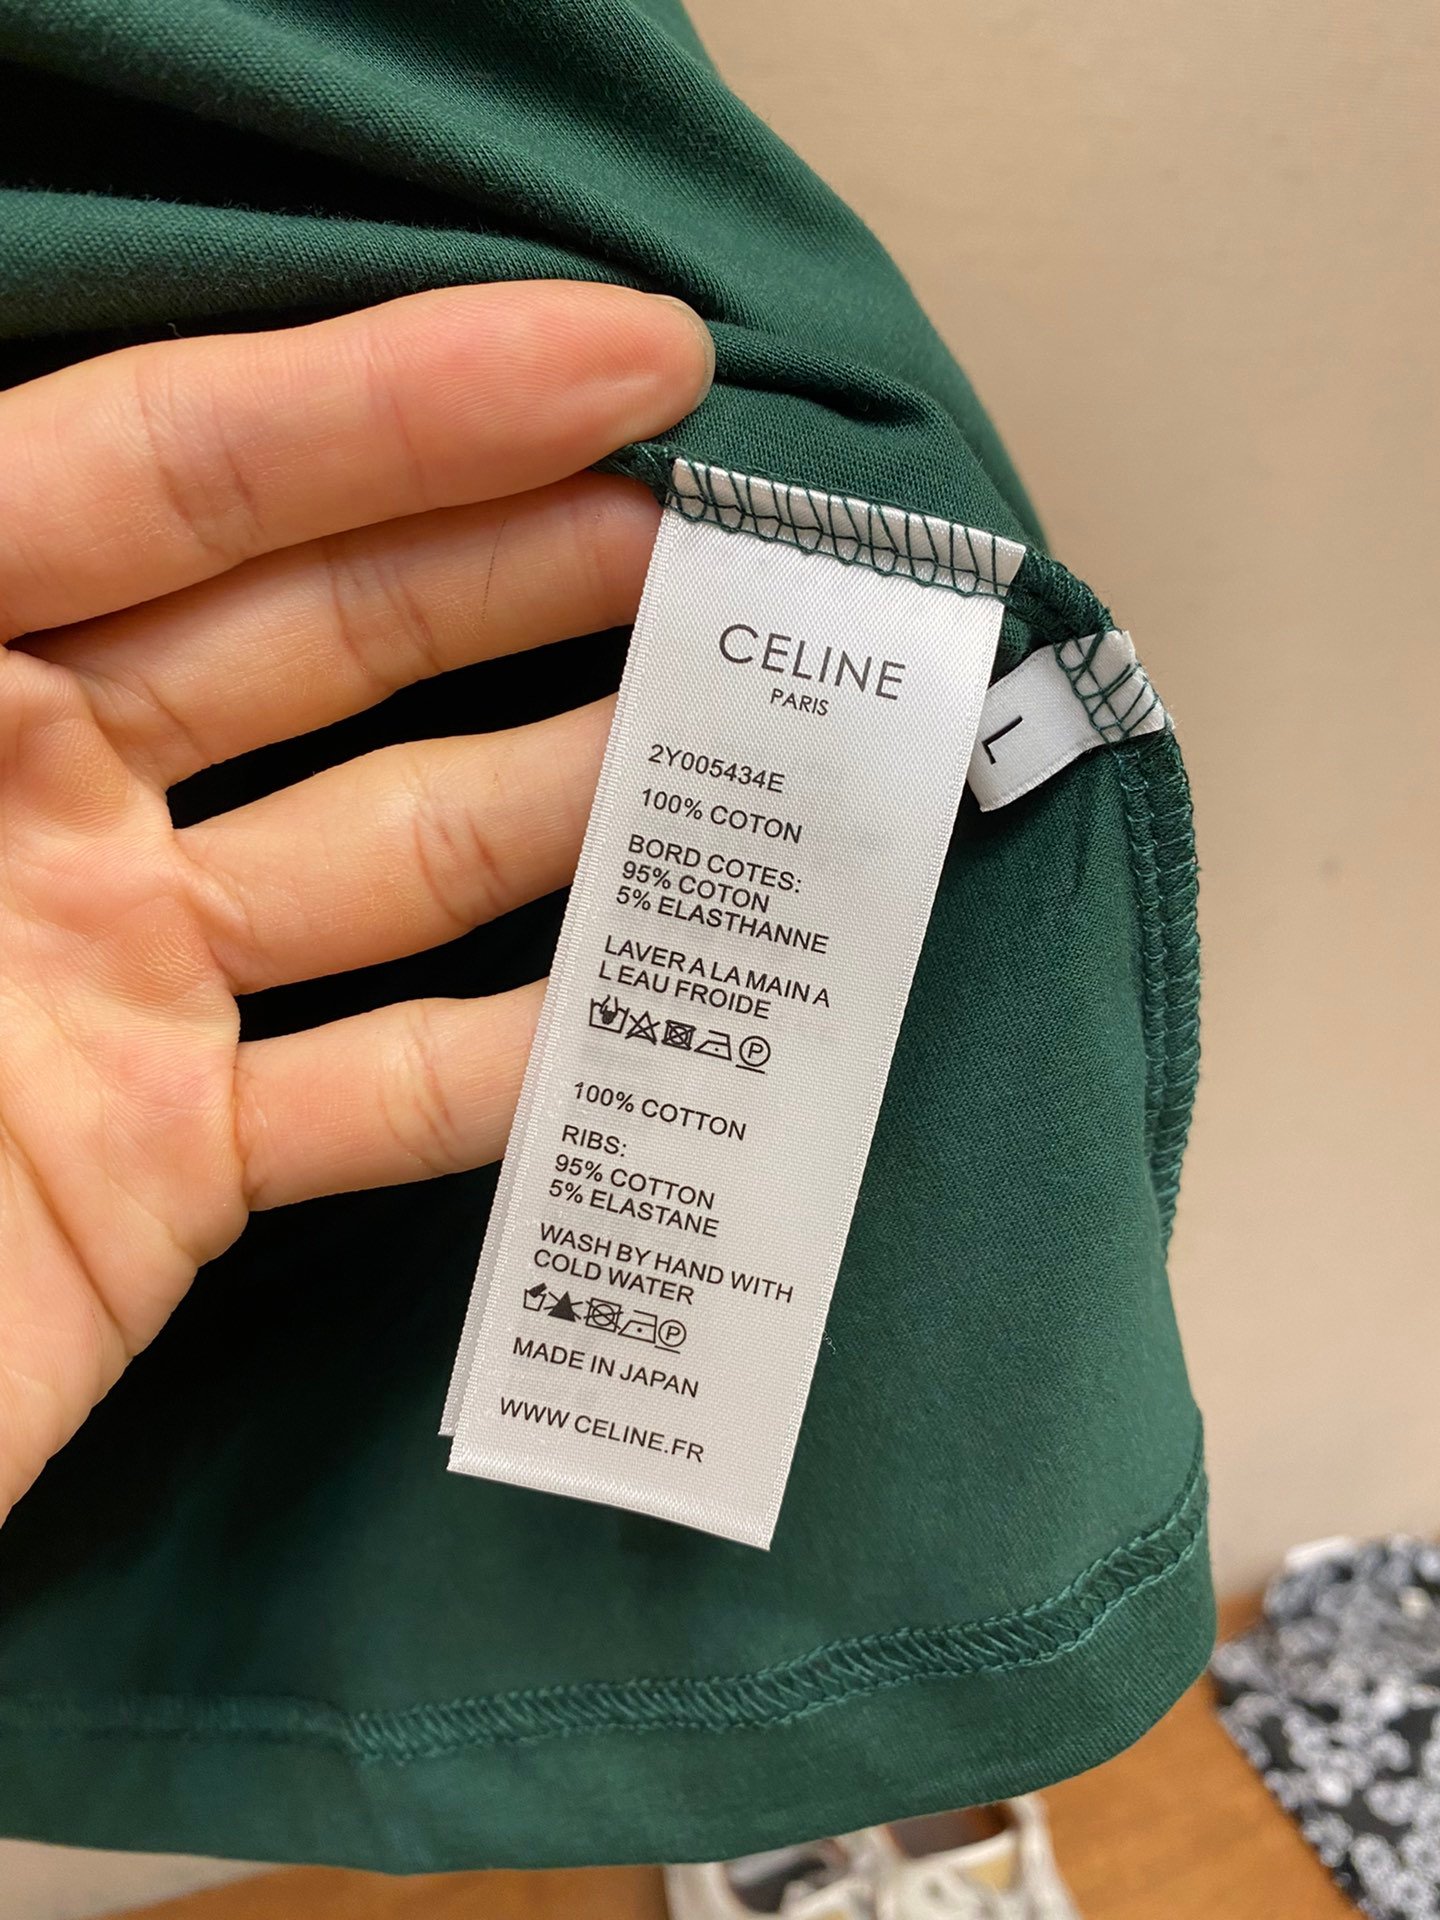 CELINE
PARIS
2Y005434E
100% COTON
BORD COTES:
95% COTON
5% ELASTHANNE
LAVER A LA MAIN A
L EAU FROIDE
P
100% COTTON
RIBS:
95% COTTON
5% ELASTANE
WASH BY HAND WITH
COLD WATER
P
MADE IN JAPAN
WWW CELINE.FR
L